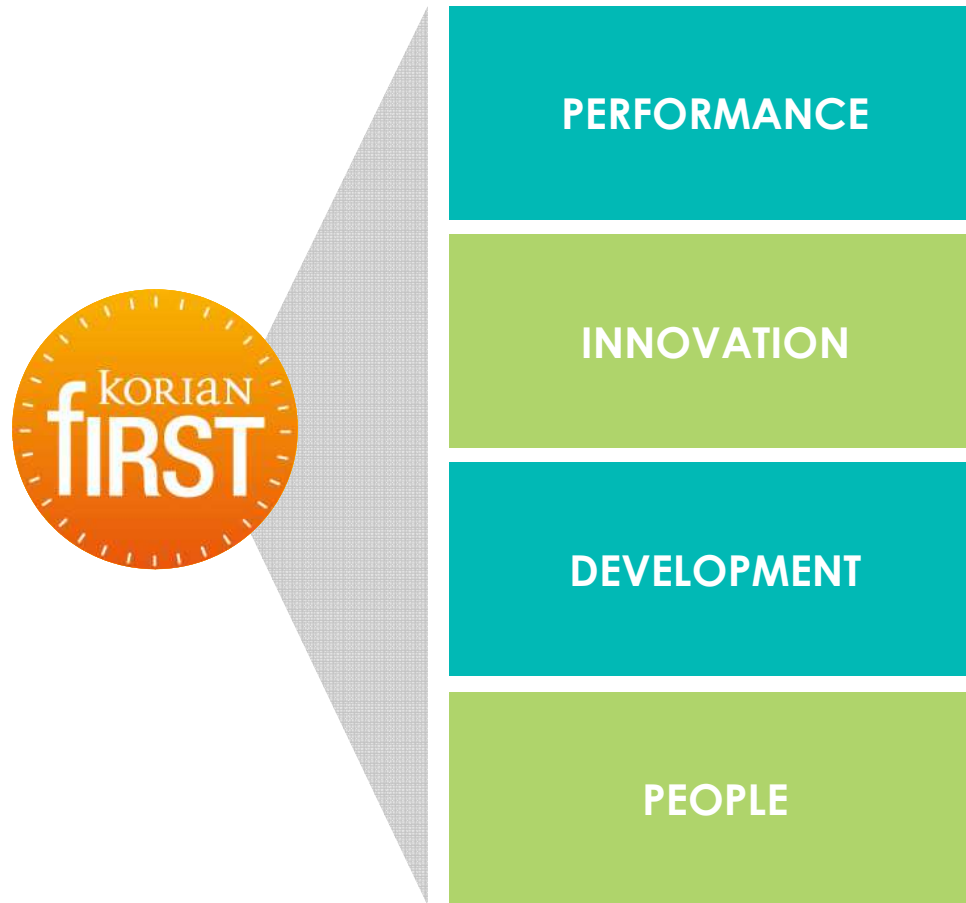 KORIAN
fIRST
PERFORMANCE
INNOVATION
DEVELOPMENT
PEOPLE